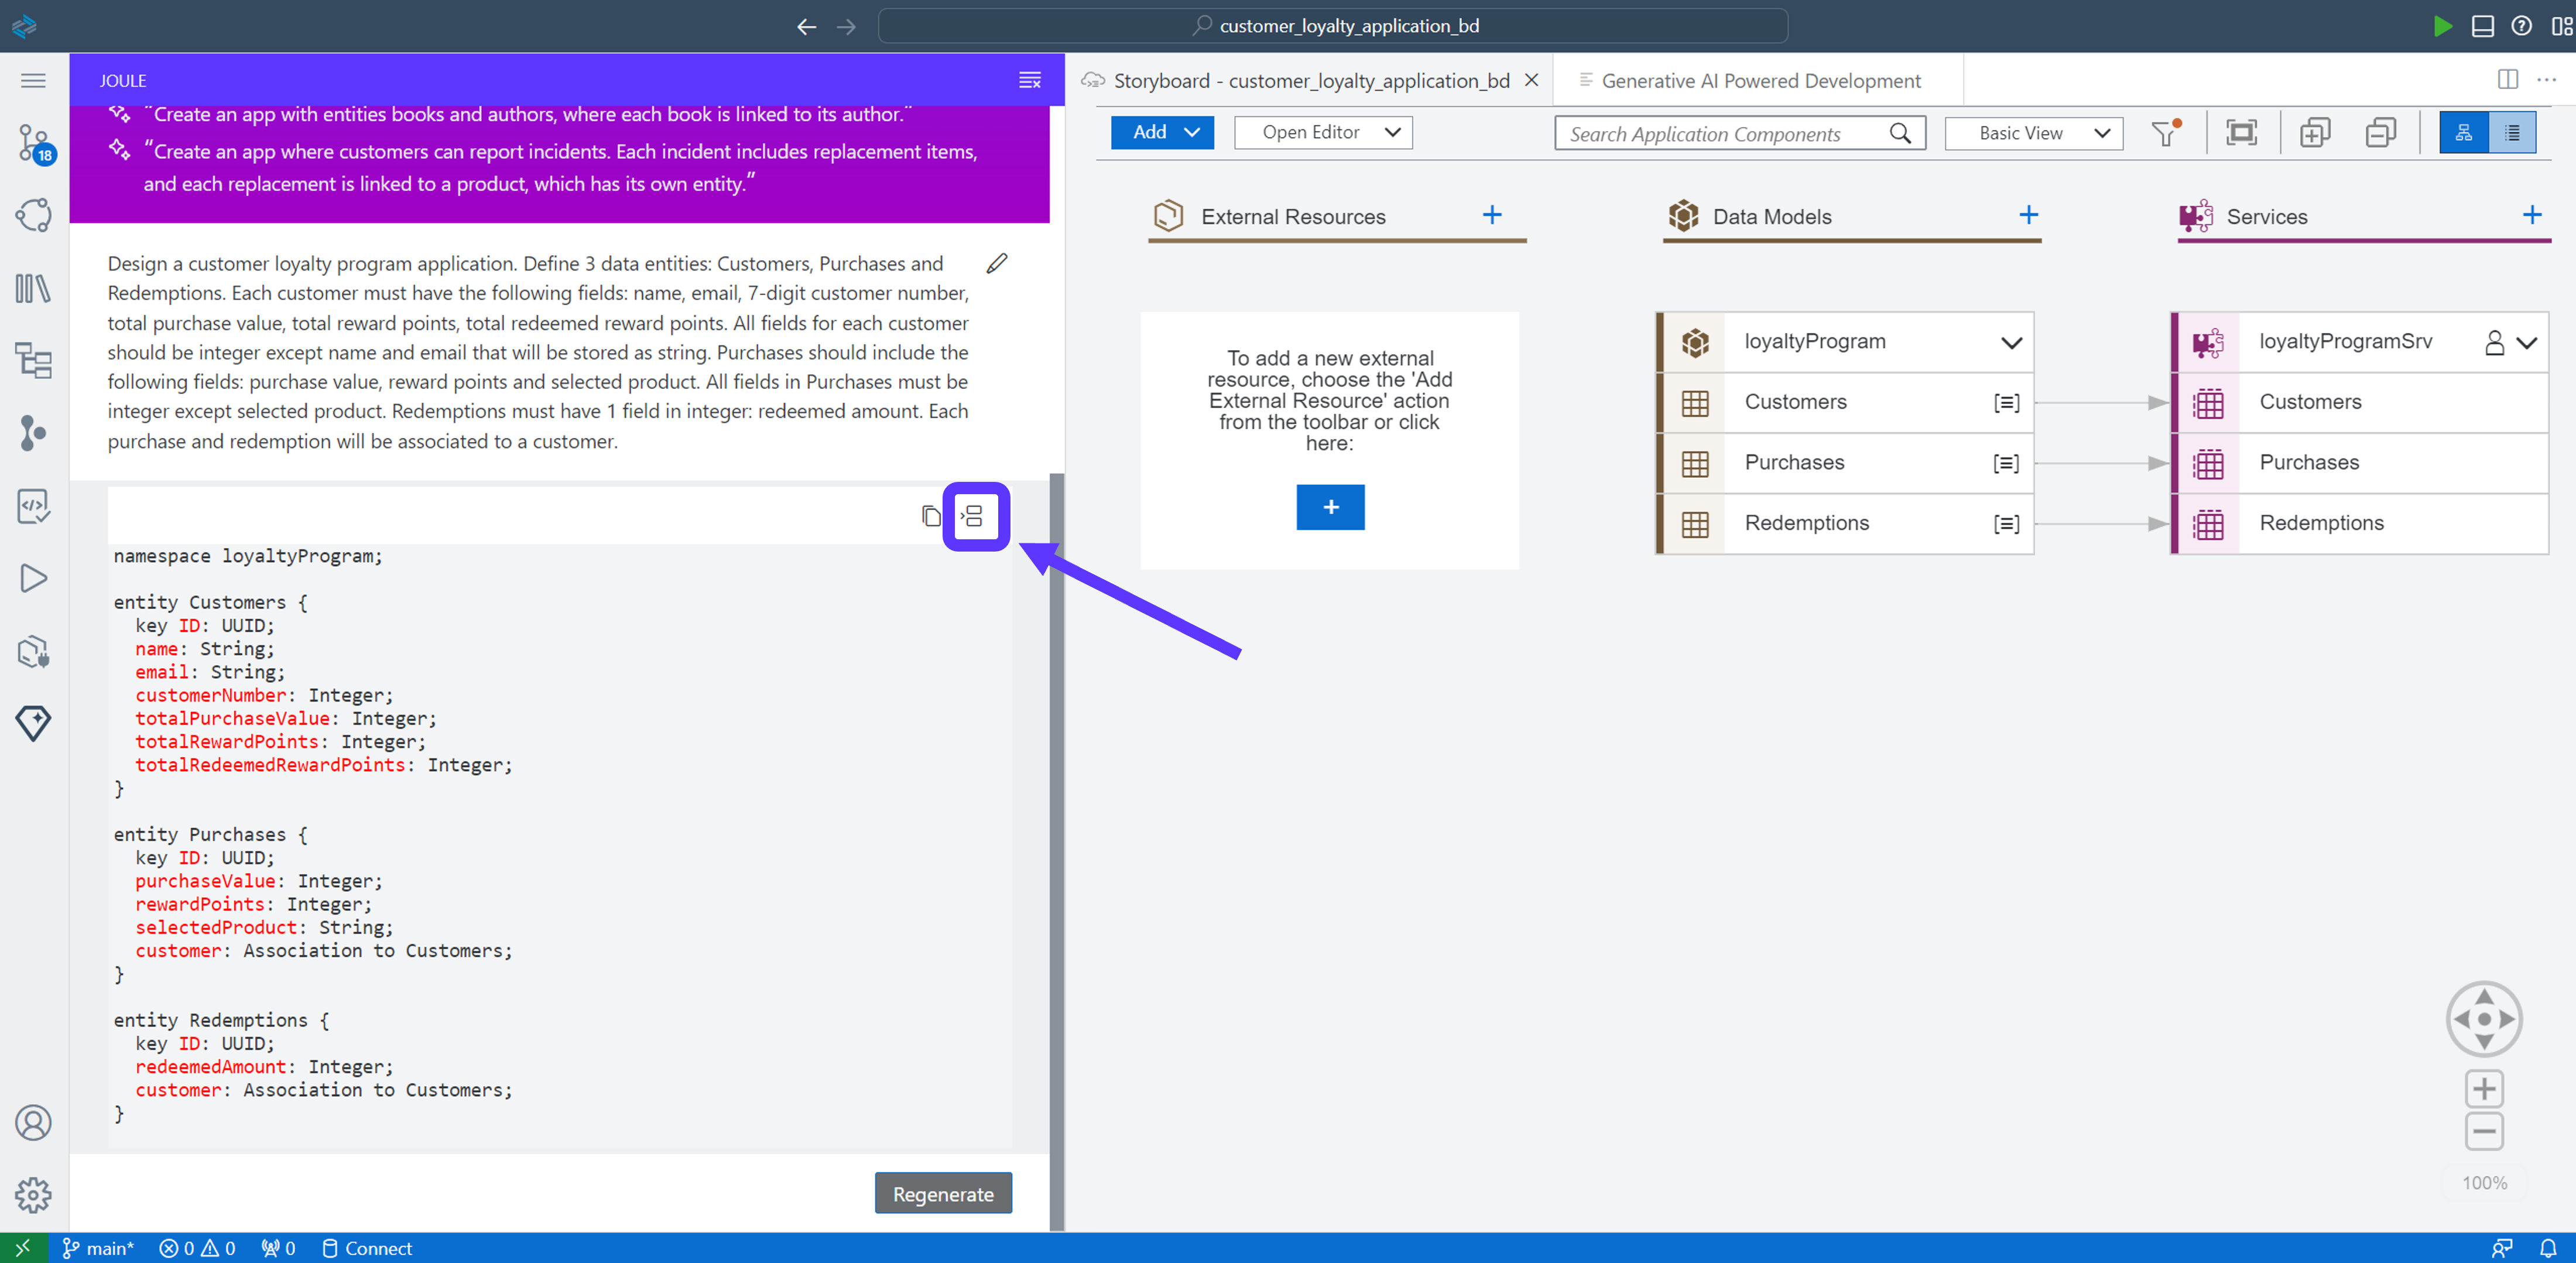 customer_loyalty_application_bd
JOULE
Storyboard - customer_loyalty_application_bd
Generative AI Powered Development
"Create an app with entities books and authors, where each book is linked to its author."
"Create an app where customers can report incidents. Each incident includes replacement items,
and each replacement is linked to a product, which has its own entity."
18
Add
Open Editor
Search Application Components
Basic View
External Resources
Data Models
Services
Design a customer loyalty program application. Define 3 data entities: Customers, Purchases and
Redemptions. Each customer must have the following fields: name, email, 7-digit customer number,
total purchase value, total reward points, total redeemed reward points. All fields for each customer
should be integer except name and email that will be stored as string. Purchases should include the
following fields: purchase value, reward points and selected product. All fields in Purchases must be
integer except selected product. Redemptions must have 1 field in integer: redeemed amount. Each
purchase and redemption will be associated to a customer.
To add a new external
resource, choose the 'Add
External Resource' action
from the toolbar or click
here:
+
loyaltyProgram
Customers
Purchases
Redemptions
loyaltyProgramSrv
Customers
Purchases
Redemptions
namespace loyaltyProgram;
entity Customers {
key ID: UUID;
name: String;
email: String;
customerNumber: Integer;
totalPurchaseValue: Integer;
totalRewardPoints: Integer;
totalRedeemedRewardPoints: Integer;
}
entity Purchases {
key ID: UUID;
purchaseValue: Integer;
rewardPoints: Integer;
selectedProduct: String;
customer: Association to Customers;
}
entity Redemptions {
key ID: UUID;
redeemedAmount: Integer;
customer: Association to Customers;
}
Regenerate
100%
main* 0 0 0 Connect